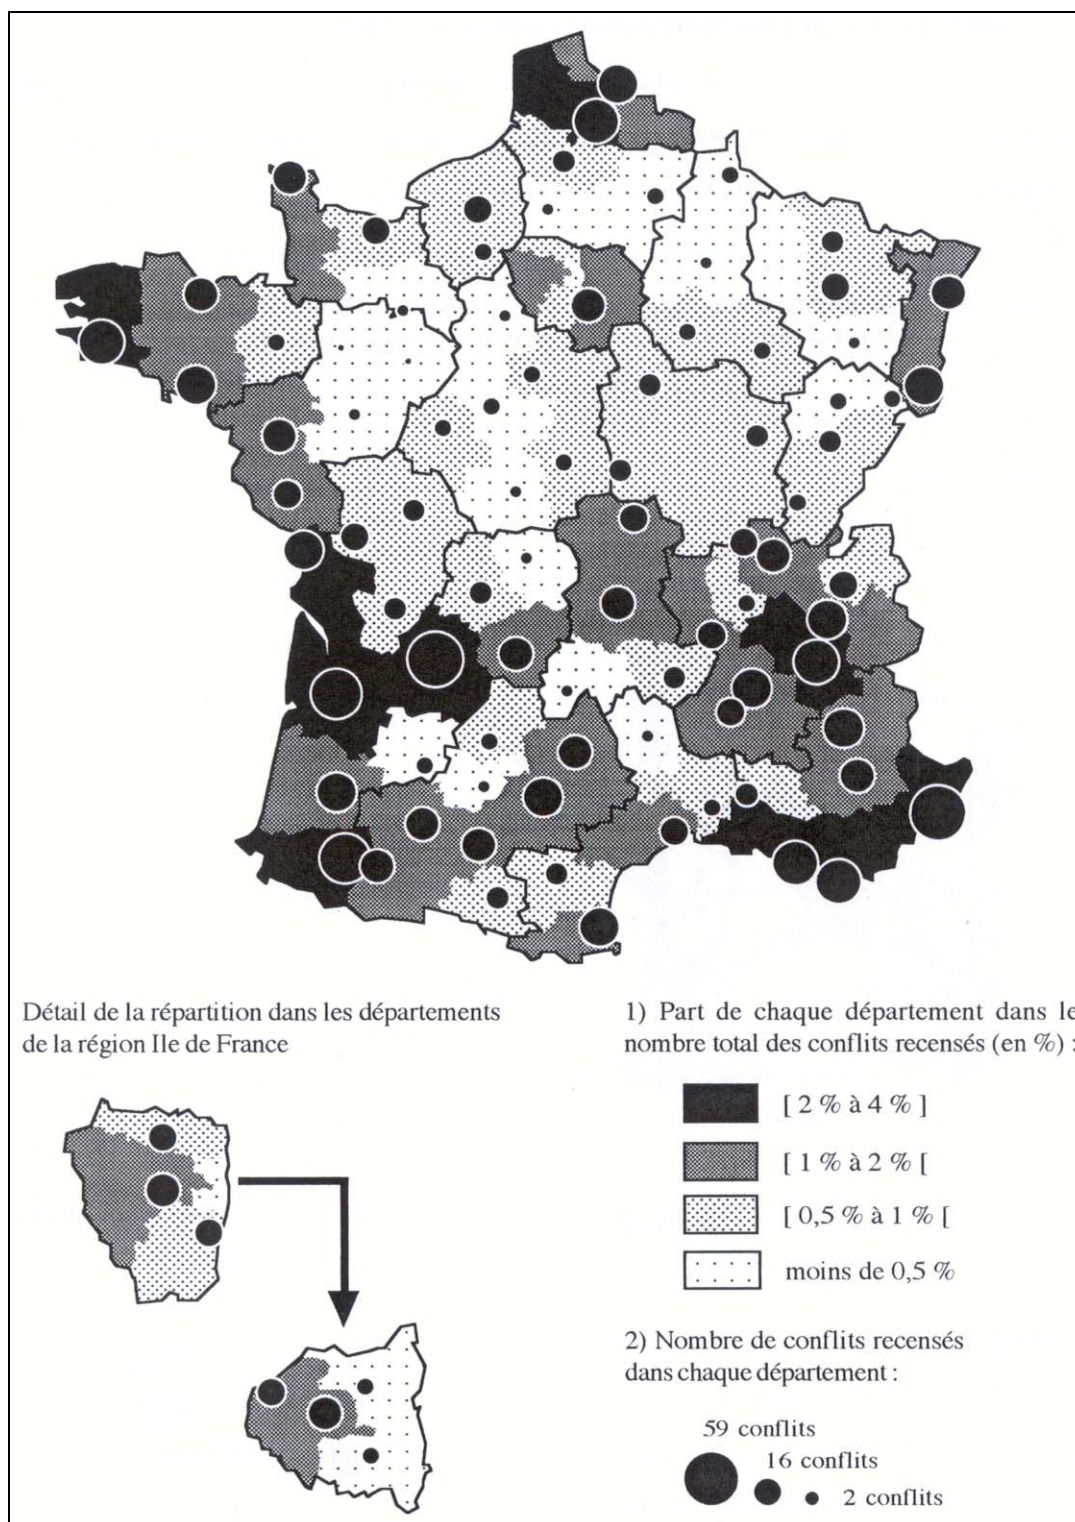 Détail de la répartition dans les départements
de la région Ile de France
1) Part de chaque département dans le
nombre total des conflits recensés (en %) :
[ 2 % à 4 % ]
[ 1 % à 2 % [
[ 0,5 % à 1 % [
moins de 0,5 %
2) Nombre de conflits recensés
dans chaque département :
59 conflits
16 conflits
2 conflits